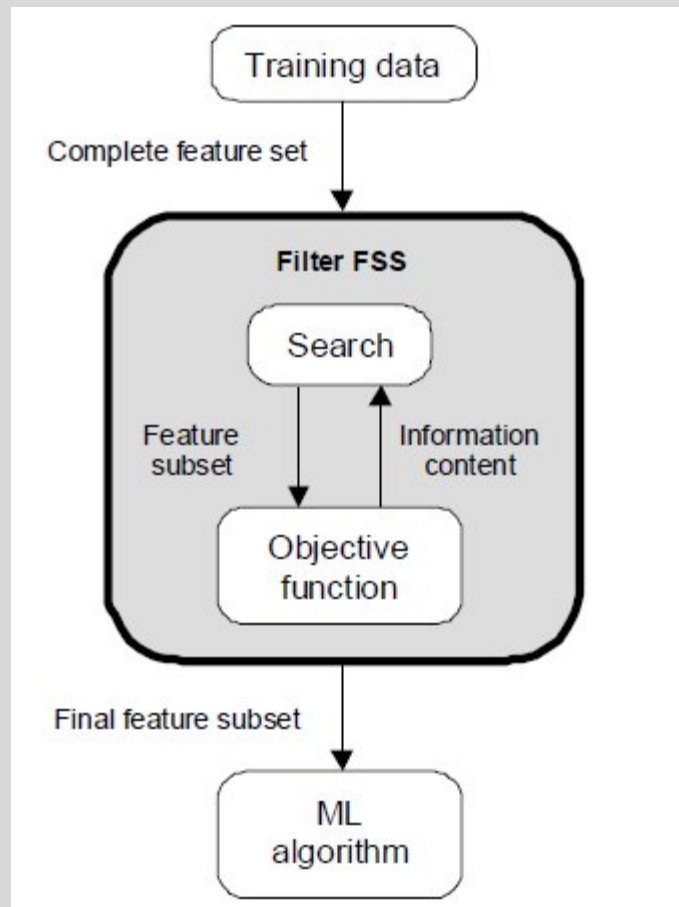 Training data
Complete feature set
Filter FSS
Search
Feature
subset
Information
content
Objective
function
Final feature subset
ML
algorithm